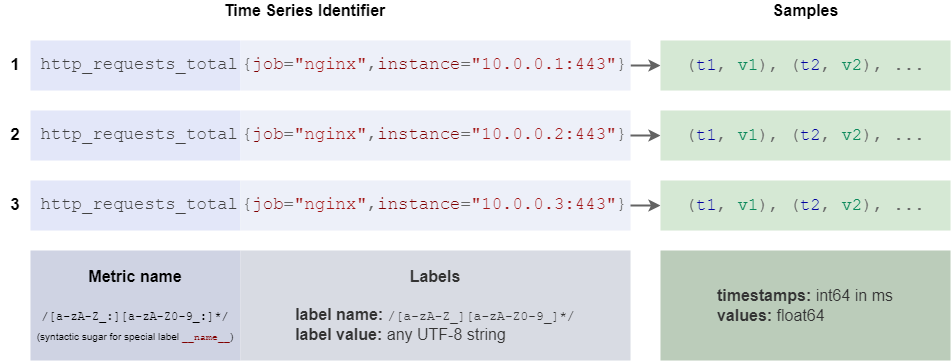 Time Series Identifier Samples
1 http_requests_total{job="nginx",instance="10.0.0.1:443"} (t1, v1), (t2, v2), ...
2 http_requests_total{job="nginx",instance="10.0.0.2:443"} (t1, v1), (t2, v2), ...
3 http_requests_total{job="nginx",instance="10.0.0.3:443"} (t1, v1), (t2, v2), ...
Metric name
/[a-zA-Z_:][a-zA-Z0-9_:]*/
(syntactic sugar for special label __name__)
Labels
label name: /[a-zA-Z_][a-zA-Z0-9_]*/
label value: any UTF-8 string
timestamps: int64 in ms
values: float64